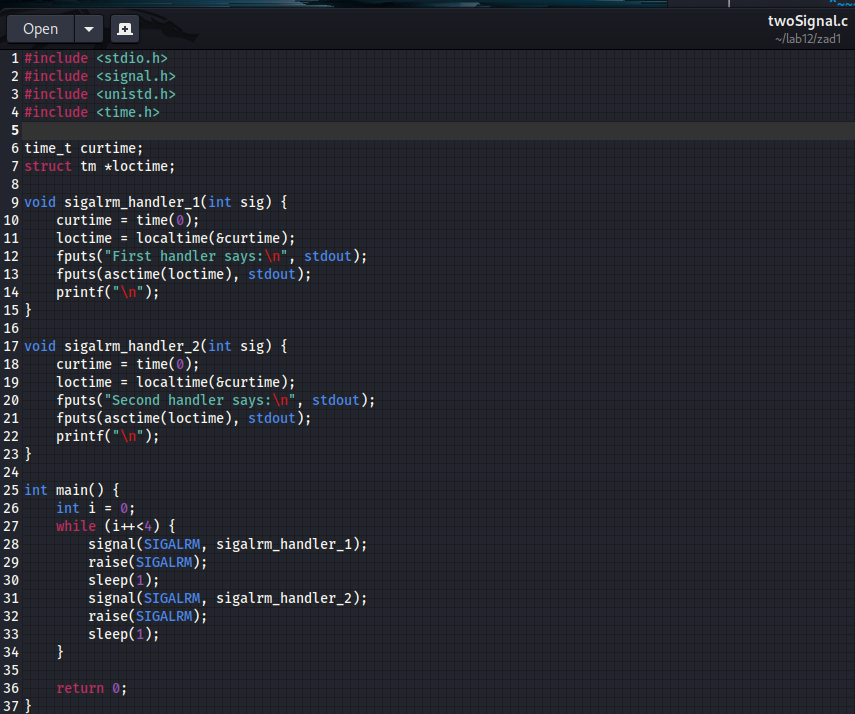 Open
twoSignal.c
~/lab12/zad1
1 #include <stdio.h>
2 #include <signal.h>
3 #include <unistd.h>
4 #include <time.h>
5
6 time_t curtime;
7 struct tm *loctime;
8
9 void sigalrm_handler_1(int sig) {
10     curtime = time(0);
11     loctime = localtime(&curtime);
12     fputs("First handler says:\n", stdout);
13     fputs(asctime(loctime), stdout);
14     printf("\n");
15 }
16
17 void sigalrm_handler_2(int sig) {
18     curtime = time(0);
19     loctime = localtime(&curtime);
20     fputs("Second handler says:\n", stdout);
21     fputs(asctime(loctime), stdout);
22     printf("\n");
23 }
24
25 int main() {
26     int i = 0;
27     while (i++<4) {
28         signal(SIGALRM, sigalrm_handler_1);
29         raise(SIGALRM);
30         sleep(1);
31         signal(SIGALRM, sigalrm_handler_2);
32         raise(SIGALRM);
33         sleep(1);
34     }
35
36     return 0;
37 }